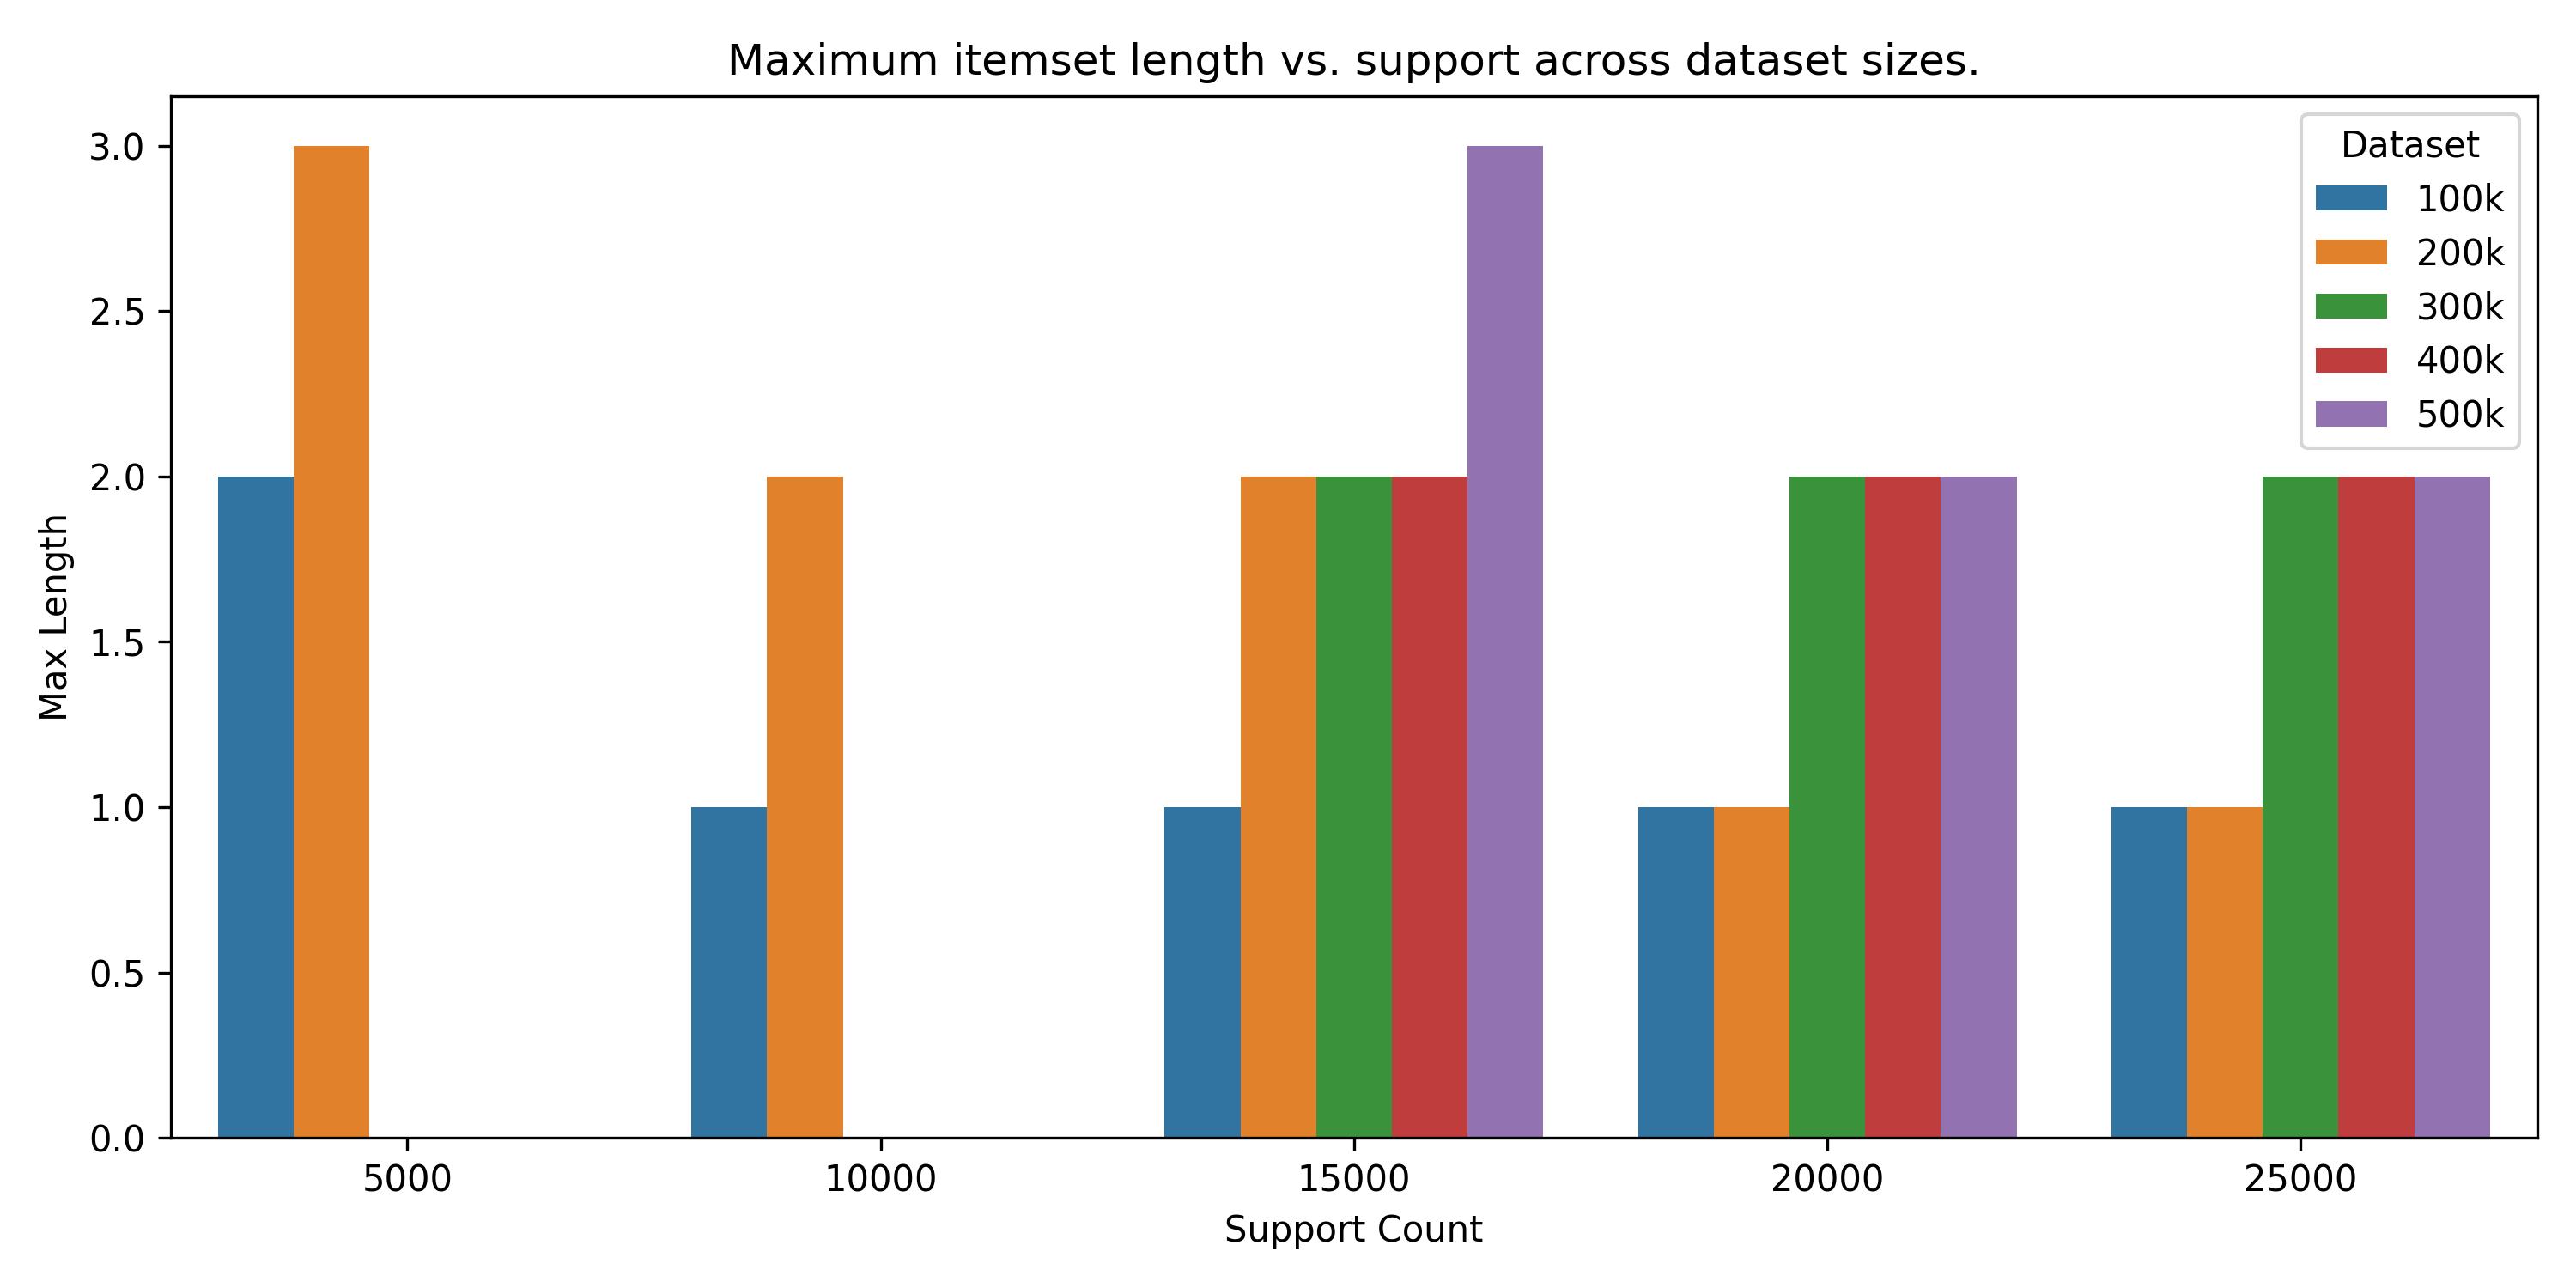 Maximum itemset length vs. support across dataset sizes.
3.0
2.5
2.0
1.5
1.0
0.5
0.0
Max Length
5000 10000 15000 20000 25000
Support Count
Dataset
100k
200k
300k
400k
500k